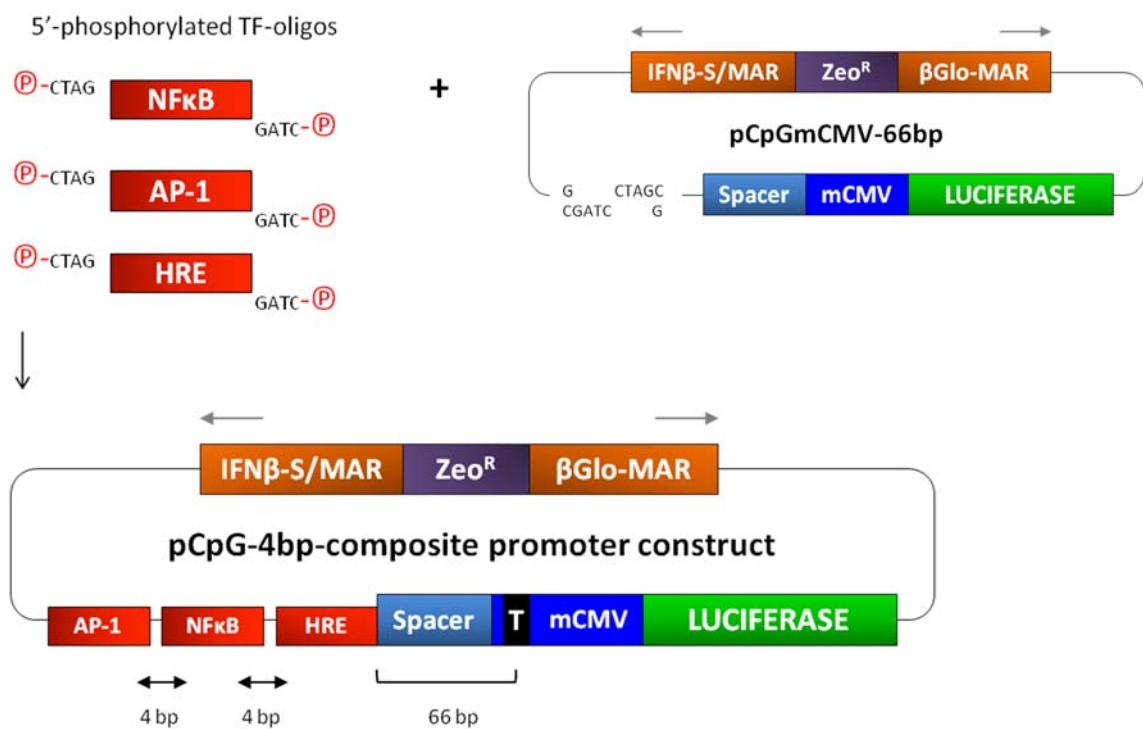 5′-phosphorylated TF-oligos
P-CTAG
NFκB
GATC-P
P-CTAG
AP-1
GATC-P
P-CTAG
HRE
GATC-P
+
IFNβ-S/MAR Zeo^R βGlo-MAR
pCpGmCMV-66bp
G CTAGC
CGATC G
Spacer mCMV LUCIFERASE
IFNβ-S/MAR Zeo^R βGlo-MAR
pCpG-4bp-composite promoter construct
AP-1 NFκB HRE Spacer T mCMV LUCIFERASE
4 bp 4 bp 66 bp